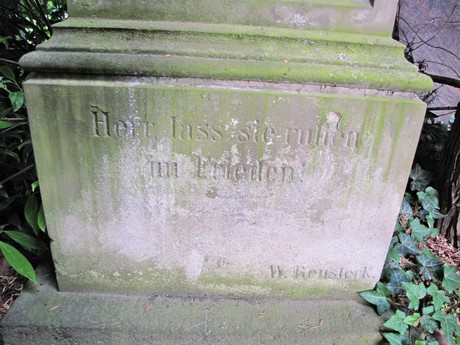 Herr, lass sie ruhen
im Frieden!
W.